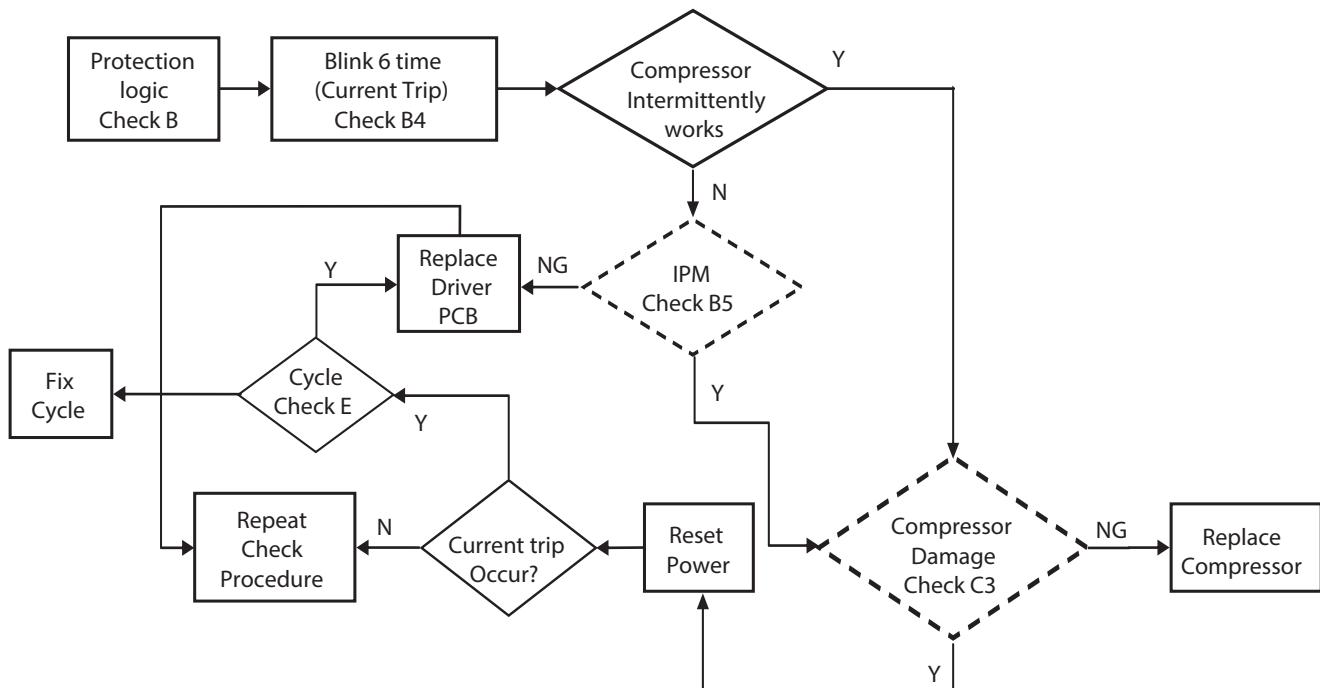 Protection
logic
Check B
Blink 6 time
(Current Trip)
Check B4
Compressor
Intermittently
works
Y
N
IPM
Check B5
NG
Replace
Driver
PCB
Y
Fix
Cycle
Cycle
Check E
Y
Y
Repeat
Check
Procedure
N
Current trip
Occur?
Reset
Power
Compressor
Damage
Check C3
NG
Replace
Compressor
Y